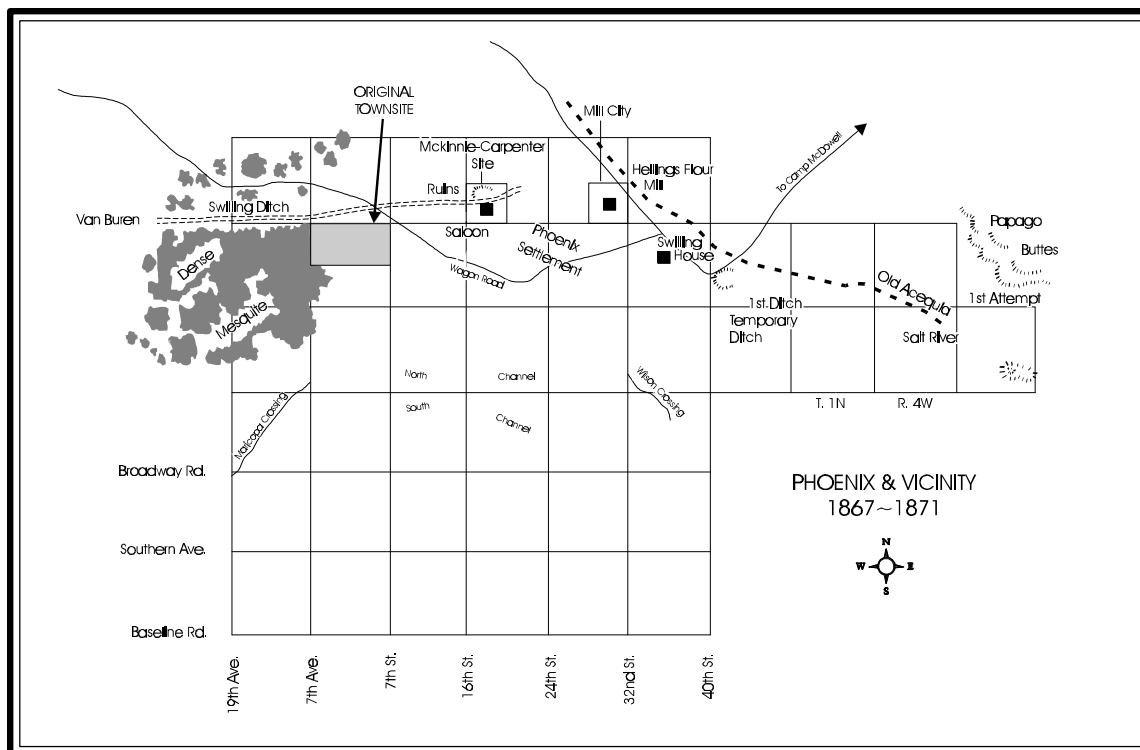 ORIGINAL
TOWNSITE
Mill City
Mckinnie-Carpenter
Site
Ruins
Hellings Flour
Mill
To Camp McDowell
Van Buren
Swilling Ditch
Saloon
Phoenix
Settlement
Swilling
House
Papago
Buttes
Dense
Mesquite
Wagon Road
Old Acequia
1st Attempt
1st Ditch
Temporary
Ditch
Salt River
North
Channel
South
Channel
Maricopa Crossing
Wilson Crossing
T. 1N
R. 4W
Broadway Rd.
Southern Ave.
Baseline Rd.
PHOENIX & VICINITY
1867~1871
N
W
E
S
19th Ave.
7th Ave.
7th St.
16th St.
24th St.
32nd St.
40th St.